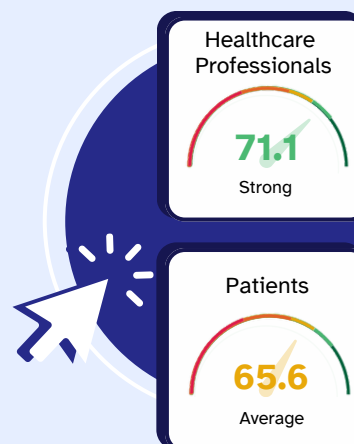 Healthcare
Professionals
71.1
Strong
Patients
65.6
Average